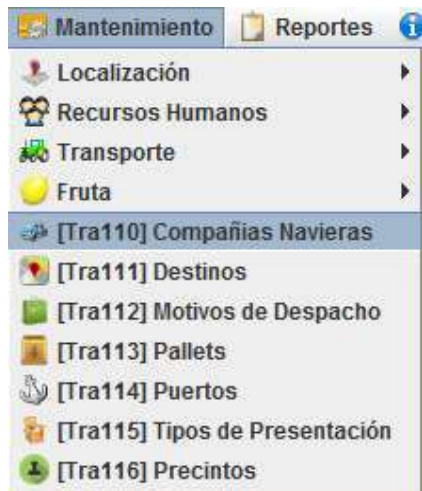 Mantenimiento Reportes
Localización
Recursos Humanos
Transporte
Fruta
[Tra110] Compañias Navieras
[Tra111] Destinos
[Tra112] Motivos de Despacho
[Tra113] Pallets
[Tra114] Puertos
[Tra115] Tipos de Presentación
[Tra116] Precintos